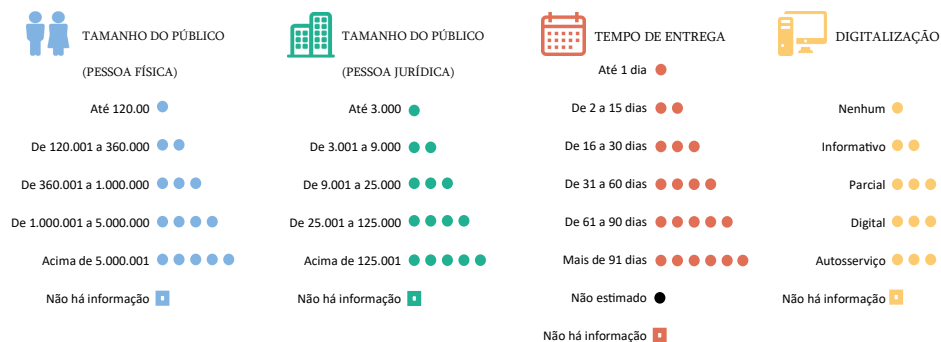 TAMANHO DO PÚBLICO
(PESSOA FÍSICA)
Até 120.00
De 120.001 a 360.000
De 360.001 a 1.000.000
De 1.000.001 a 5.000.000
Acima de 5.000.001
Não há informação
TAMANHO DO PÚBLICO
(PESSOA JURÍDICA)
Até 3.000
De 3.001 a 9.000
De 9.001 a 25.000
De 25.001 a 125.000
Acima de 125.001
Não há informação
TEMPO DE ENTREGA
Até 1 dia
De 2 a 15 dias
De 16 a 30 dias
De 31 a 60 dias
De 61 a 90 dias
Mais de 91 dias
Não estimado
Não há informação
DIGITALIZAÇÃO
Nenhum
Informativo
Parcial
Digital
Autosserviço
Não há informação